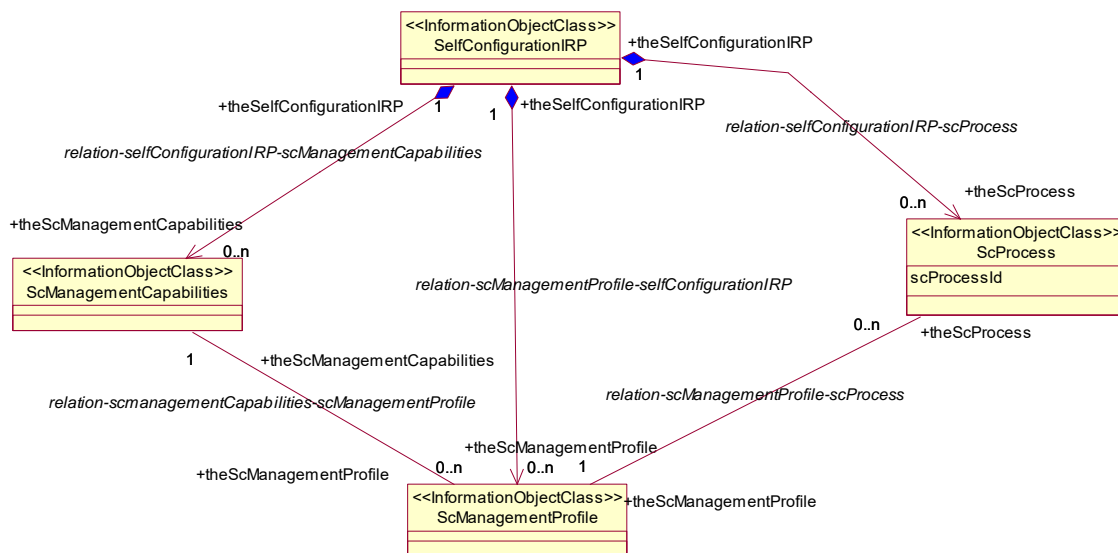 <<InformationObjectClass>>
SelfConfigurationIRP
+theSelfConfigurationIRP
1
+theSelfConfigurationIRP
1
+theSelfConfigurationIRP
1
relation-selfConfigurationIRP-scProcess
relation-selfConfigurationIRP-scManagementCapabilities
+theScProcess
0..n
+theScManagementCapabilities
0..n
<<InformationObjectClass>>
ScProcess
scProcessId
<<InformationObjectClass>>
ScManagementCapabilities
relation-scManagementProfile-selfConfigurationIRP
0..n
+theScProcess
1
+theScManagementCapabilities
relation-scmanagementCapabilities-scManagementProfile
relation-scManagementProfile-scProcess
+theScManagementProfile
0..n
0..n
1
+theScManagementProfile
<<InformationObjectClass>>
ScManagementProfile
+theScManagementProfile